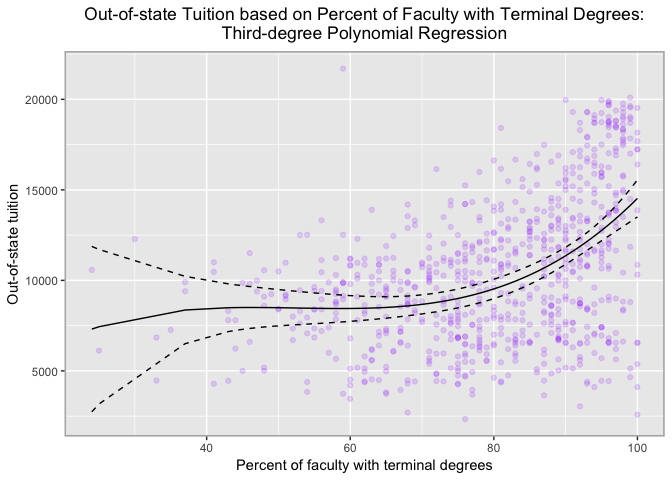 Out-of-state Tuition based on Percent of Faculty with Terminal Degrees:
Third-degree Polynomial Regression
Out-of-state tuition
20000
15000
10000
5000
40
60
80
100
Percent of faculty with terminal degrees